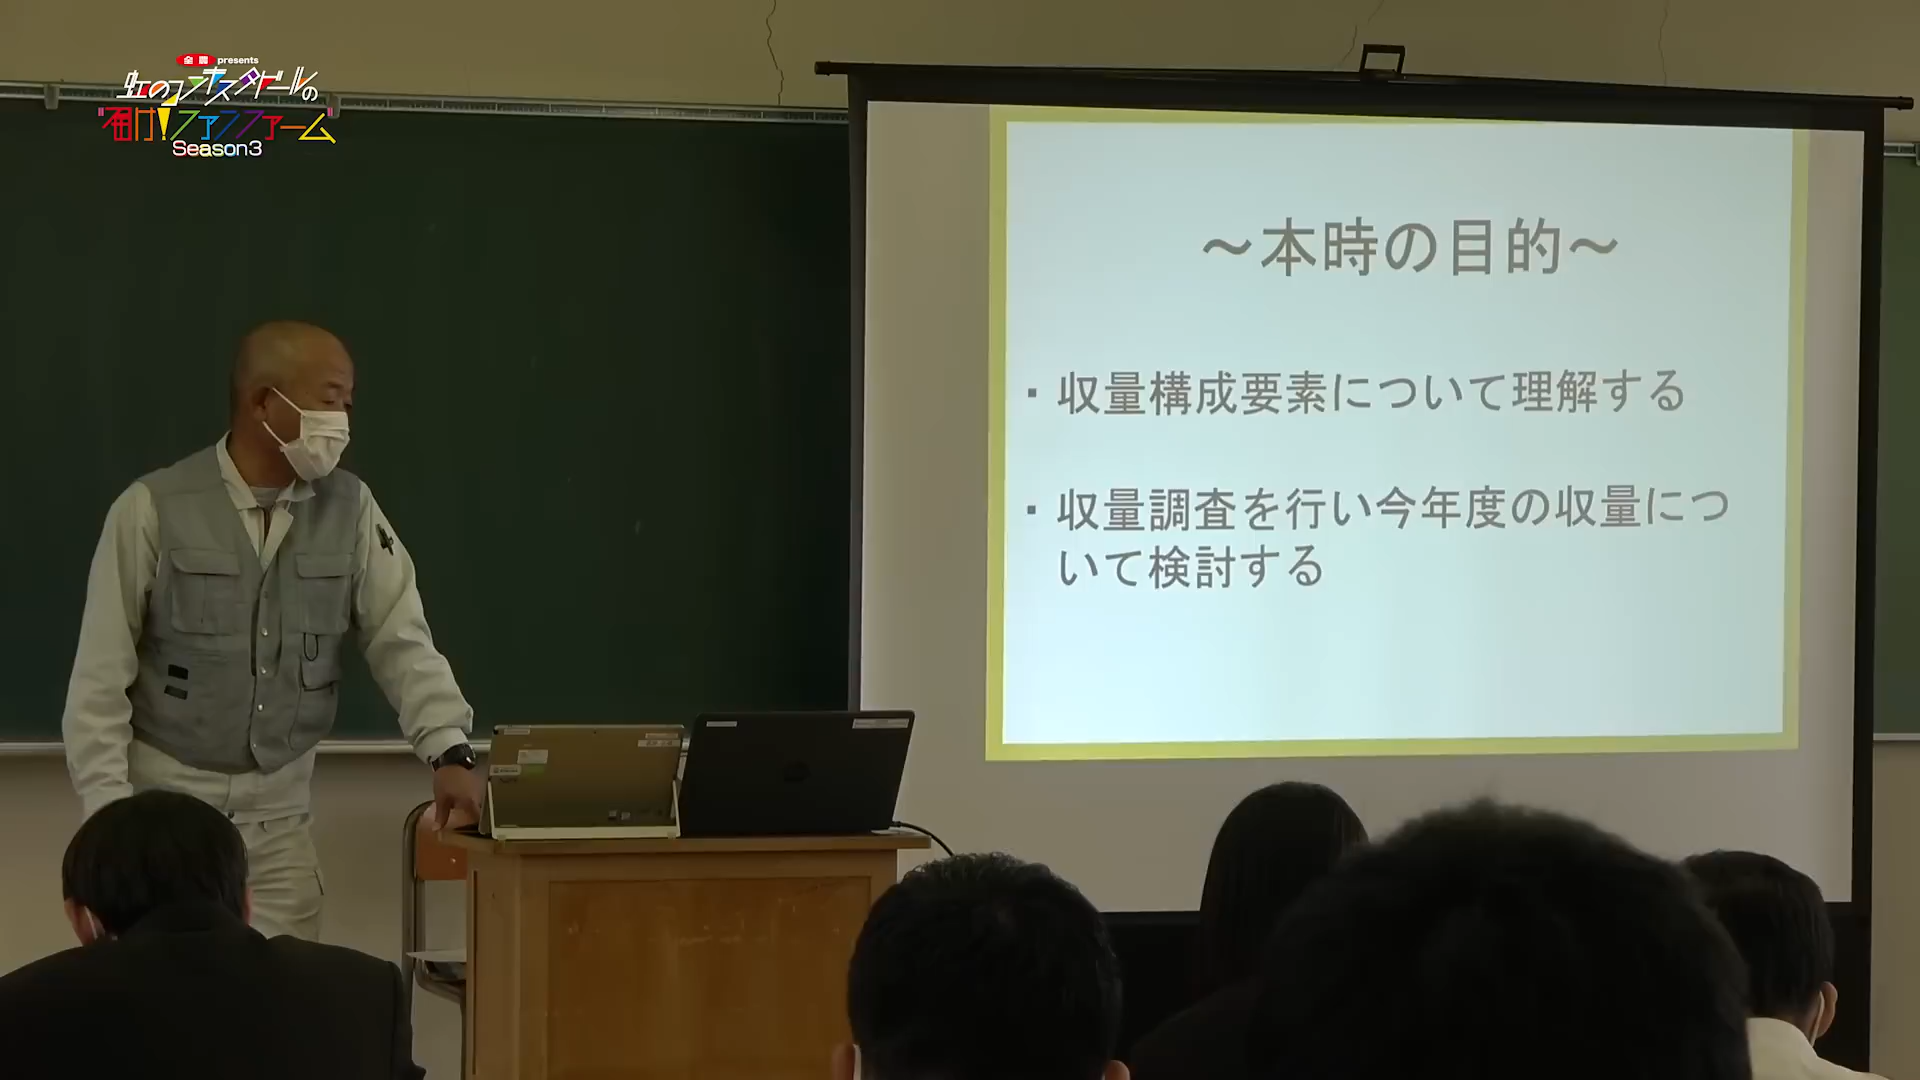 全農 presents
虹のコンキスタドールの
"届け!ファンファーム"
Season3
～本時の目的～
・収量構成要素について理解する
・収量調査を行い今年度の収量につ
いて検討する